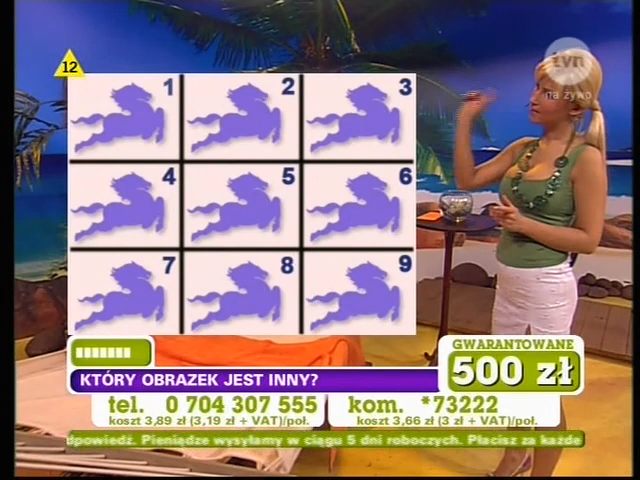 12
tvn
na żywo
1 2 3
4 5 6
7 8 9
GWARANTOWANE
500 zł
KTÓRY OBRAZEK JEST INNY?
tel. 0 704 307 555
koszt 3,89 zł (3,19 zł + VAT)/poł.
kom. *73222
koszt 3,66 zł (3 zł + VAT)/poł.
dpowiedź. Pieniądze wysyłamy w ciągu 5 dni roboczych. Płacisz za każde